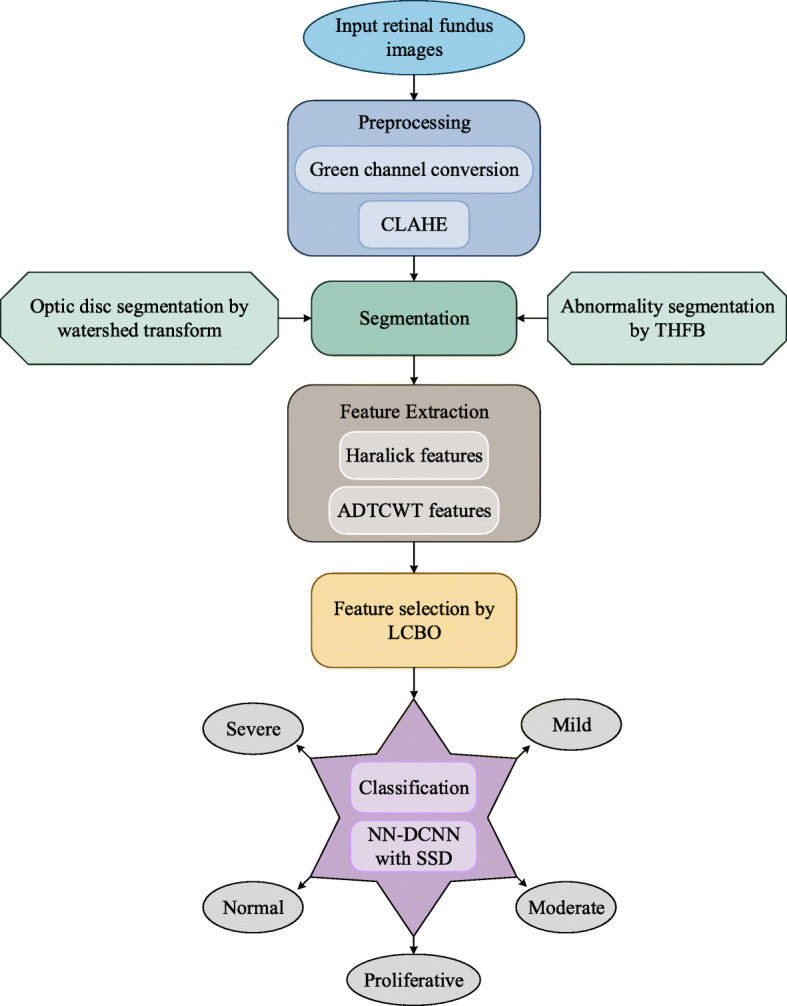 Input retinal fundus
images
Preprocessing
Green channel conversion
CLAHE
Optic disc segmentation by
watershed transform
Segmentation
Abnormality segmentation
by THFB
Feature Extraction
Haralick features
ADTCWT features
Feature selection by
LCBO
Severe
Mild
Classification
NN-DCNN
with SSD
Normal
Moderate
Proliferative